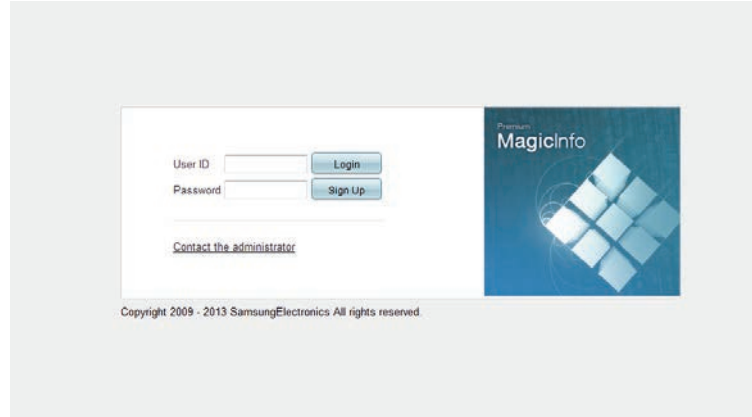 Premium
MagicInfo
User ID
Login
Password
Sign Up
Contact the administrator
Copyright 2009 - 2013 SamsungElectronics All rights reserved.